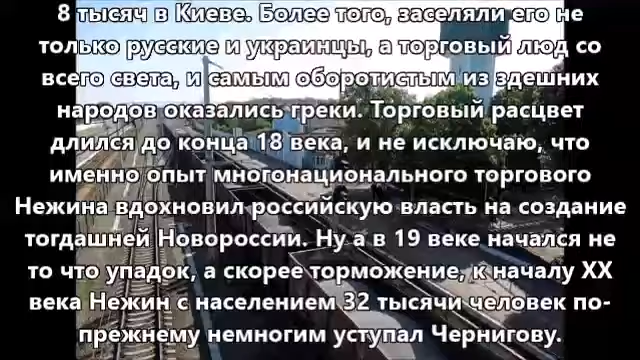 8 тысяч в Киеве. Более того, заселяли его не
только русские и украинцы, а торговый люд со
всего света, и самым оборотистым из здешних
народов оказались греки. Торговый расцвет
длился до конца 18 века, и не исключаю, что
именно опыт многонационального торгового
Нежина вдохновил российскую власть на создание
тогдашней Новороссии. Ну а в 19 веке начался не
то что упадок, а скорее торможение, к началу XX
века Нежин с населением 32 тысячи человек по-
прежнему немногим уступал Чернигову.